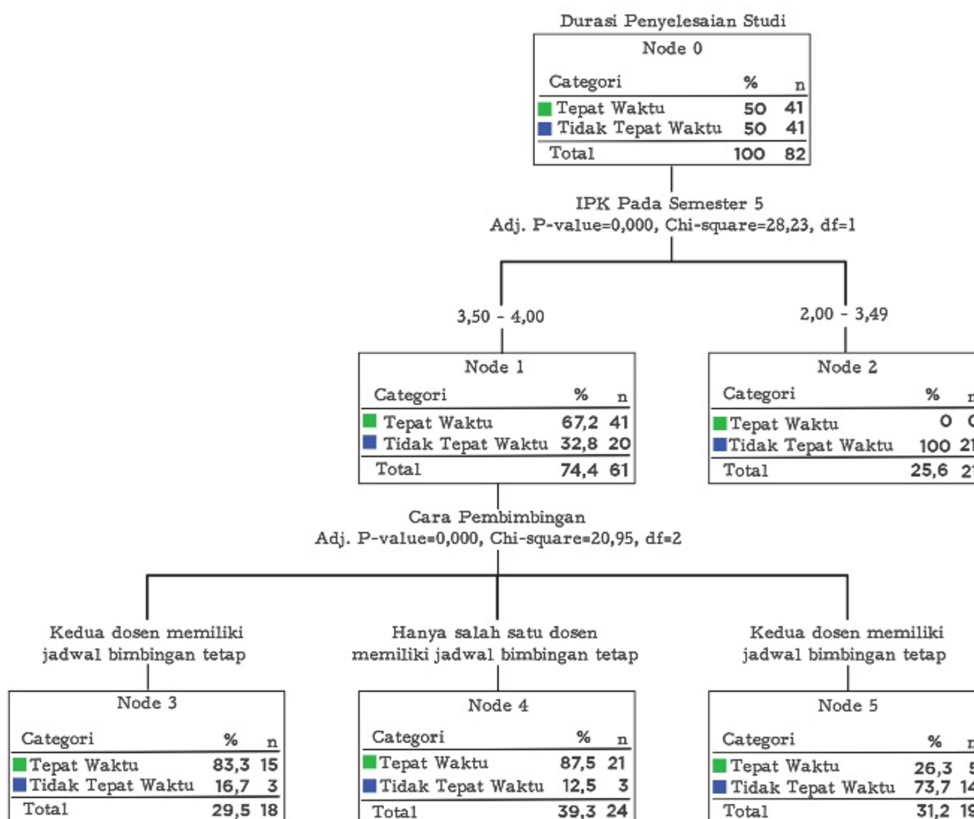 Durasi Penyelesaian Studi
Node 0
Categori % n
Tepat Waktu 50 41
Tidak Tepat Waktu 50 41
Total 100 82
IPK Pada Semester 5
Adj. P-value=0,000, Chi-square=28,23, df=1
3,50 - 4,00
2,00 - 3,49
Node 1
Categori % n
Tepat Waktu 67,2 41
Tidak Tepat Waktu 32,8 20
Total 74,4 61
Node 2
Categori % n
Tepat Waktu 0 0
Tidak Tepat Waktu 100 21
Total 25,6 21
Cara Pembimbingan
Adj. P-value=0,000, Chi-square=20,95, df=2
Kedua dosen memiliki
jadwal bimbingan tetap
Hanya salah satu dosen
memiliki jadwal bimbingan tetap
Kedua dosen memiliki
jadwal bimbingan tetap
Node 3
Categori % n
Tepat Waktu 83,3 15
Tidak Tepat Waktu 16,7 3
Total 29,5 18
Node 4
Categori % n
Tepat Waktu 87,5 21
Tidak Tepat Waktu 12,5 3
Total 39,3 24
Node 5
Categori % n
Tepat Waktu 26,3 5
Tidak Tepat Waktu 73,7 14
Total 31,2 19